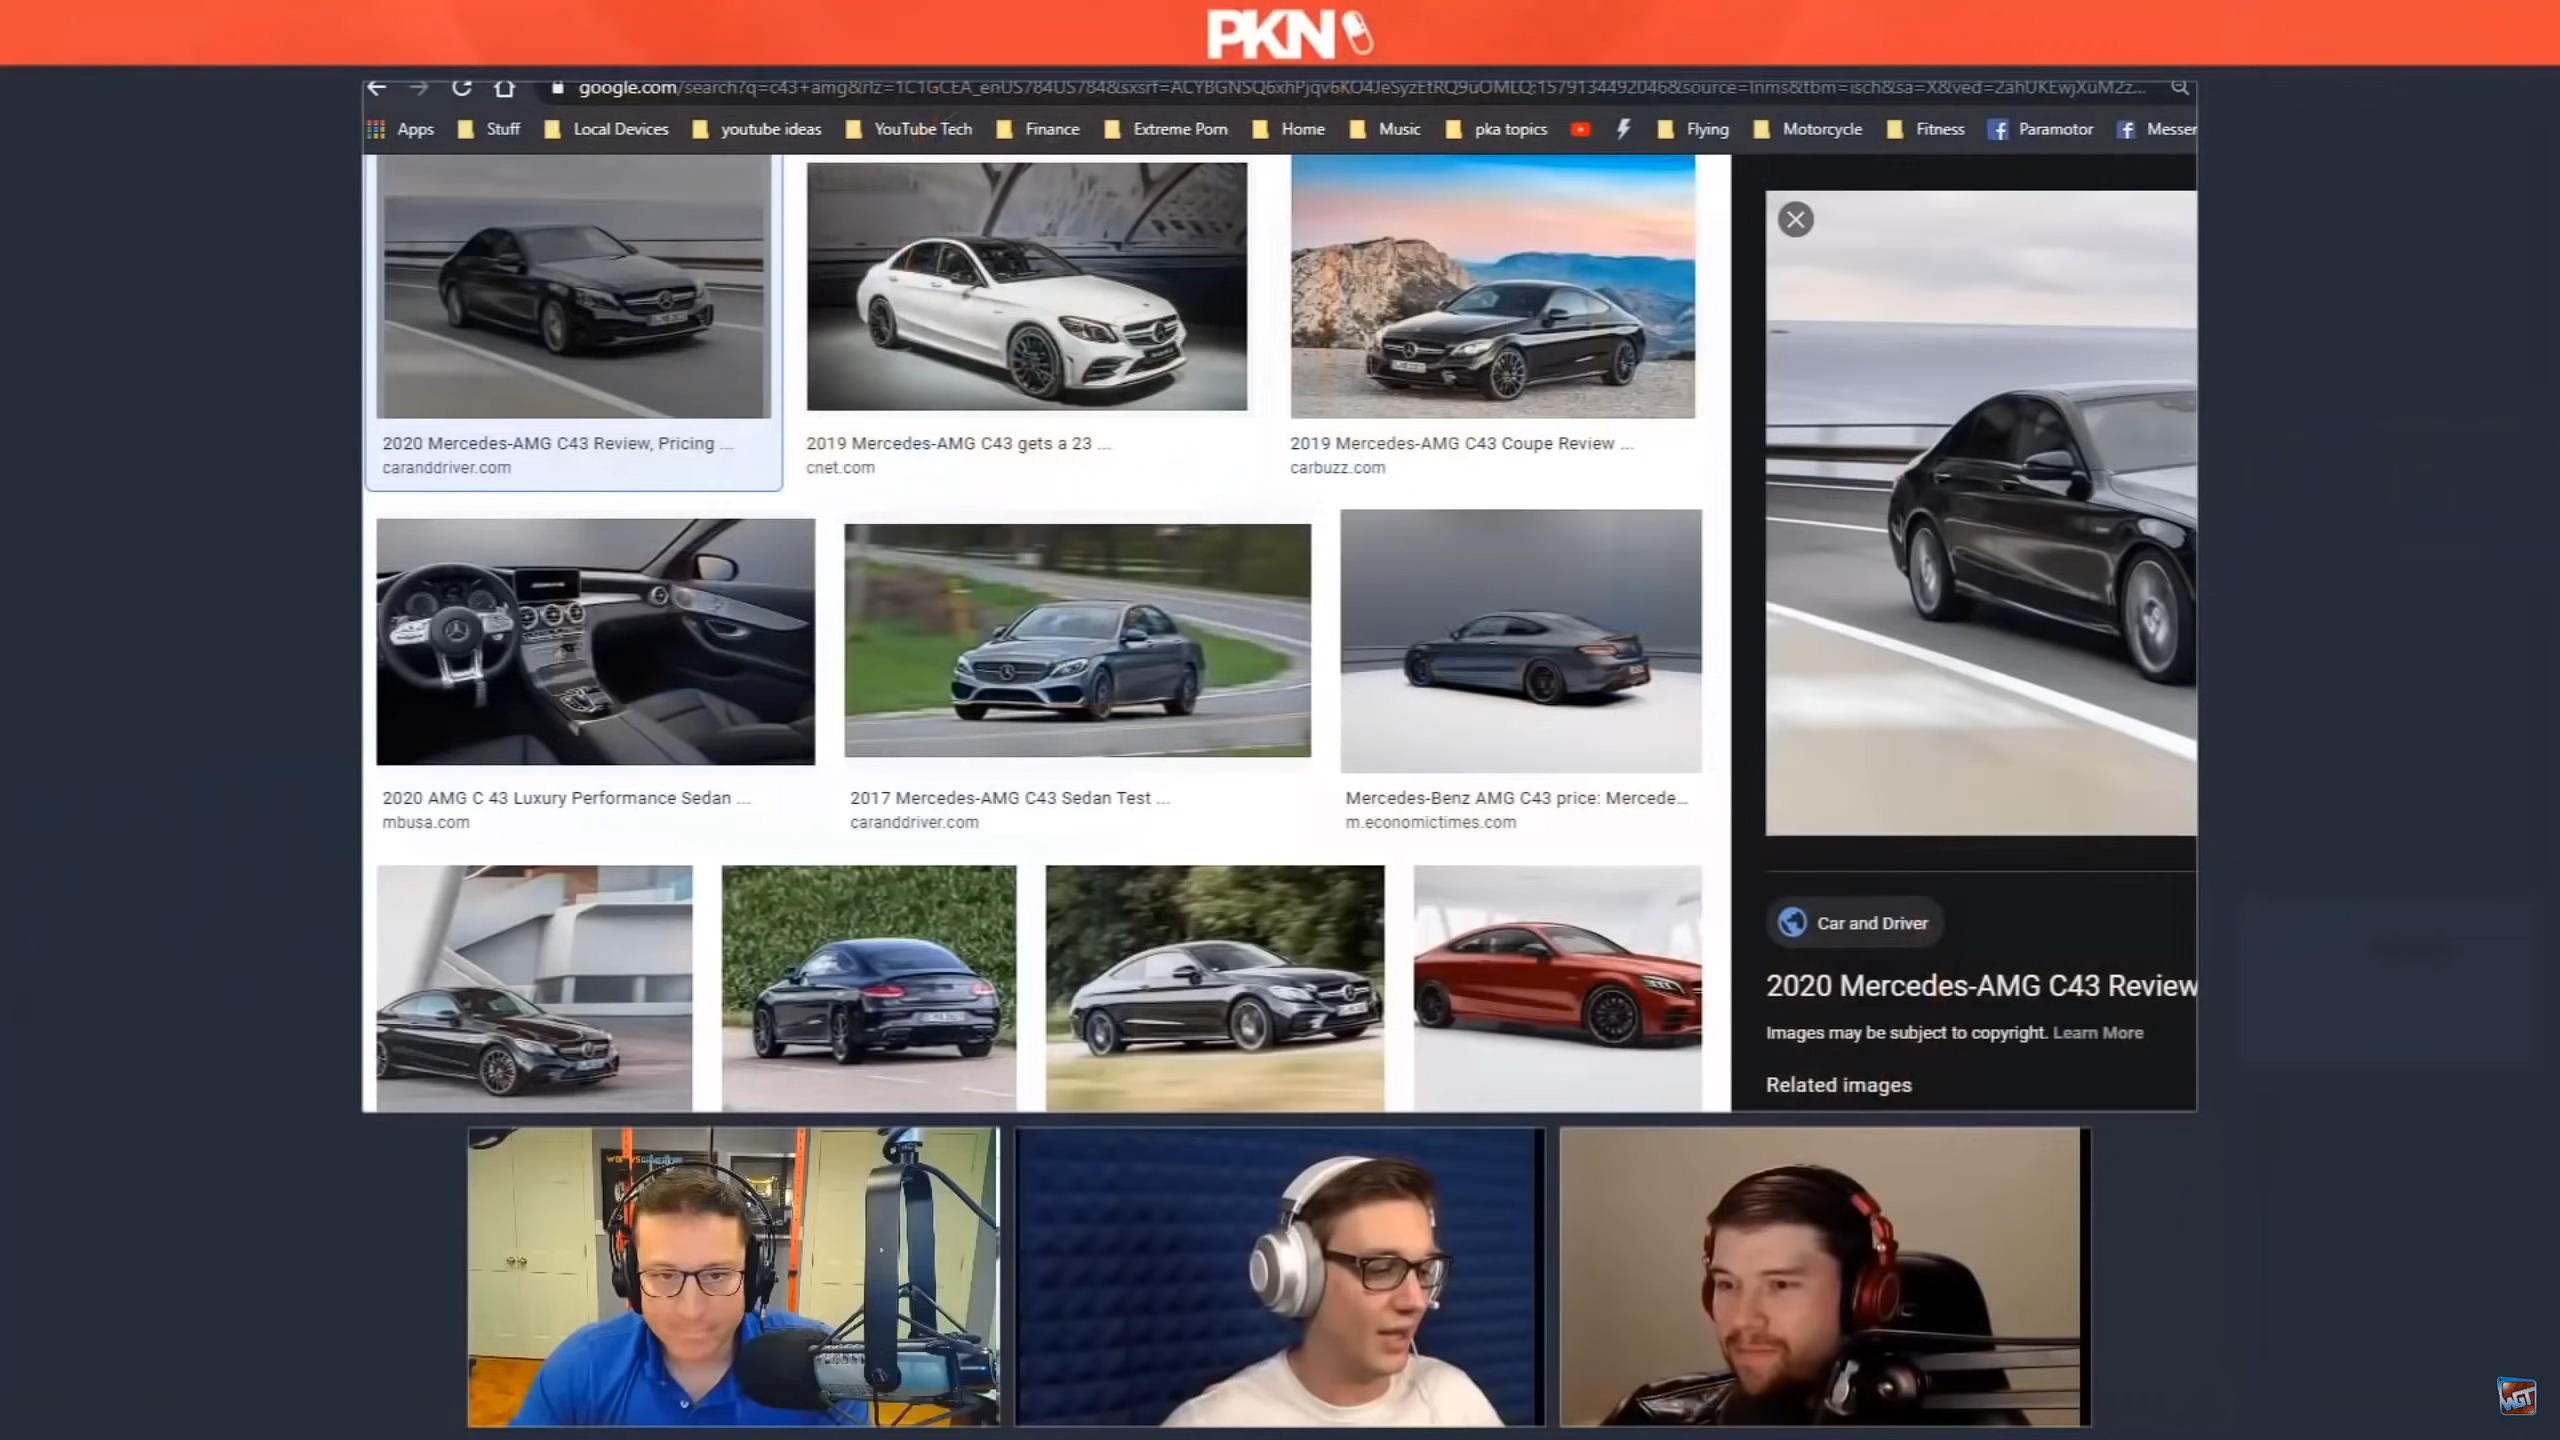 PKN
google.com/search?q=c43+amg&rlz=1C1GCEA_enUS784US784&sxsrf=ACYBGNSQ6xhPjqv6KO4JeSyzEtRQ9uOMLQ:1579134492046&source=lnms&tbm=isch&sa=X&ved=2ahUKEwjXuM2z...
Apps Stuff Local Devices youtube ideas YouTube Tech Finance Extreme Porn Home Music pka topics Flying Motorcycle Fitness Paramotor Messen
2020 Mercedes-AMG C43 Review, Pricing ...
caranddriver.com
2019 Mercedes-AMG C43 gets a 23 ...
cnet.com
2019 Mercedes-AMG C43 Coupe Review ...
carbuzz.com
2020 AMG C 43 Luxury Performance Sedan ...
mbusa.com
2017 Mercedes-AMG C43 Sedan Test ...
caranddriver.com
Mercedes-Benz AMG C43 price: Mercede...
m.economictimes.com
Car and Driver
2020 Mercedes-AMG C43 Review
Images may be subject to copyright. Learn More
Related images
WGT